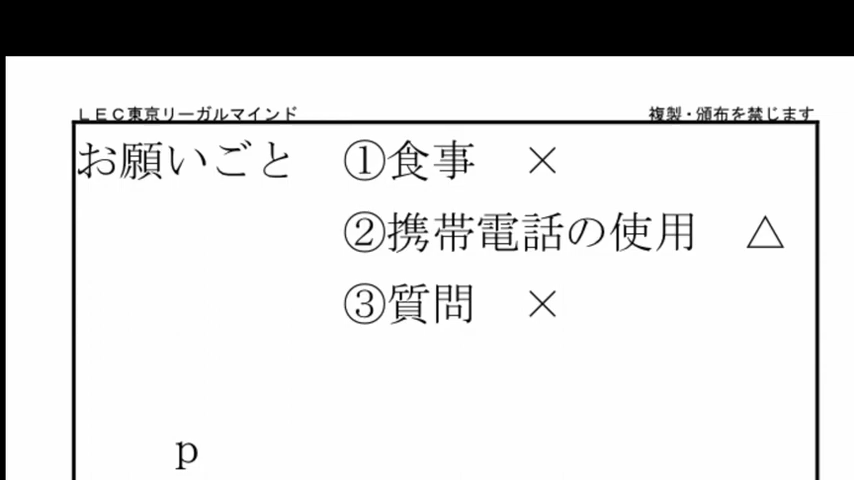 ＬＥＣ東京リーガルマインド　複製・頒布を禁じます
お願いごと　①食事　×
②携帯電話の使用　△
③質問　×
p